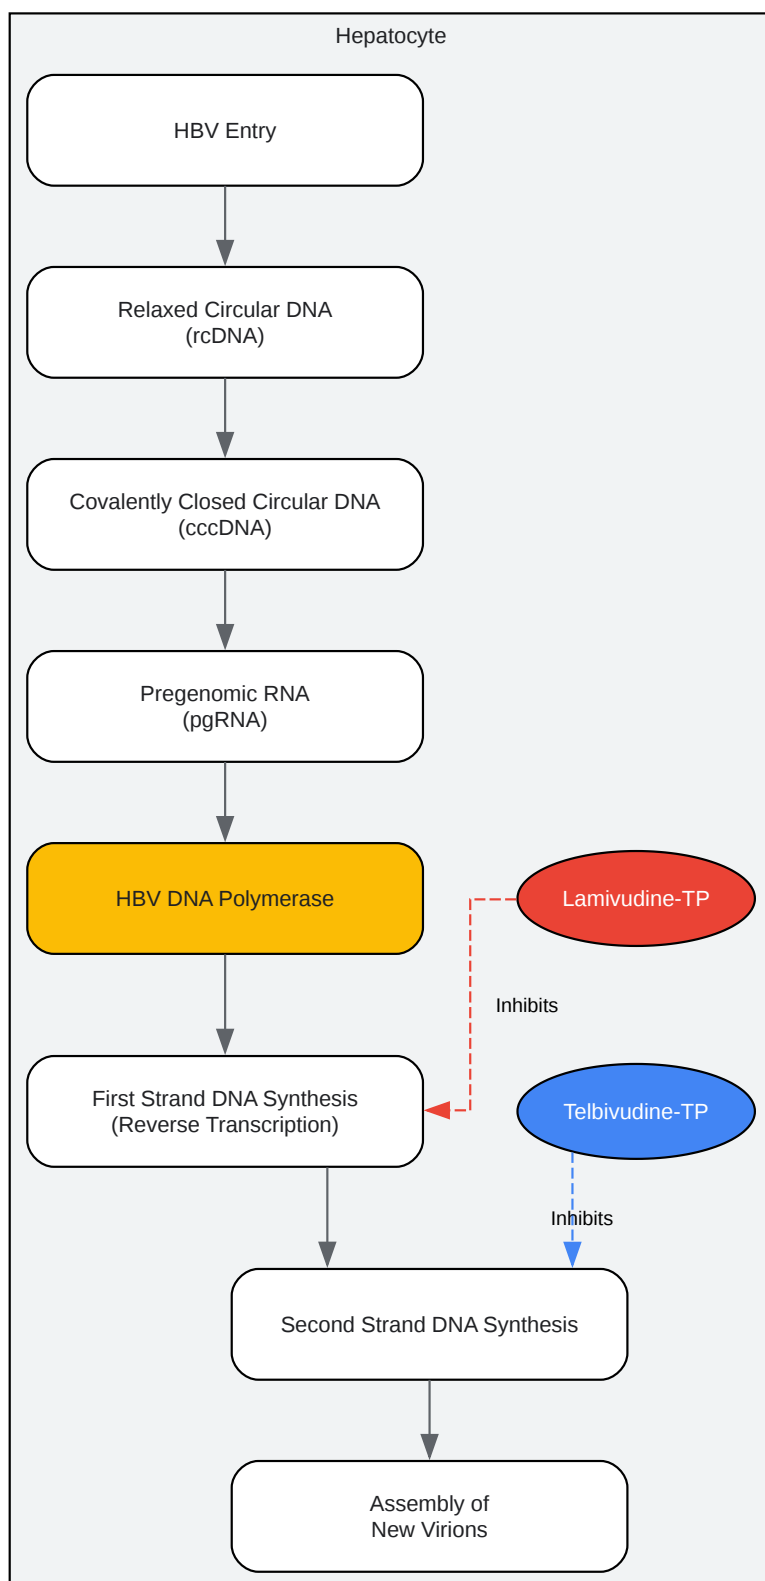 Hepatocyte
HBV Entry
Relaxed Circular DNA
(rcDNA)
Covalently Closed Circular DNA
(cccDNA)
Pregenomic RNA
(pgRNA)
HBV DNA Polymerase
Lamivudine-TP
Inhibits
First Strand DNA Synthesis
(Reverse Transcription)
Telbivudine-TP
Inhibits
Second Strand DNA Synthesis
Assembly of
New Virions